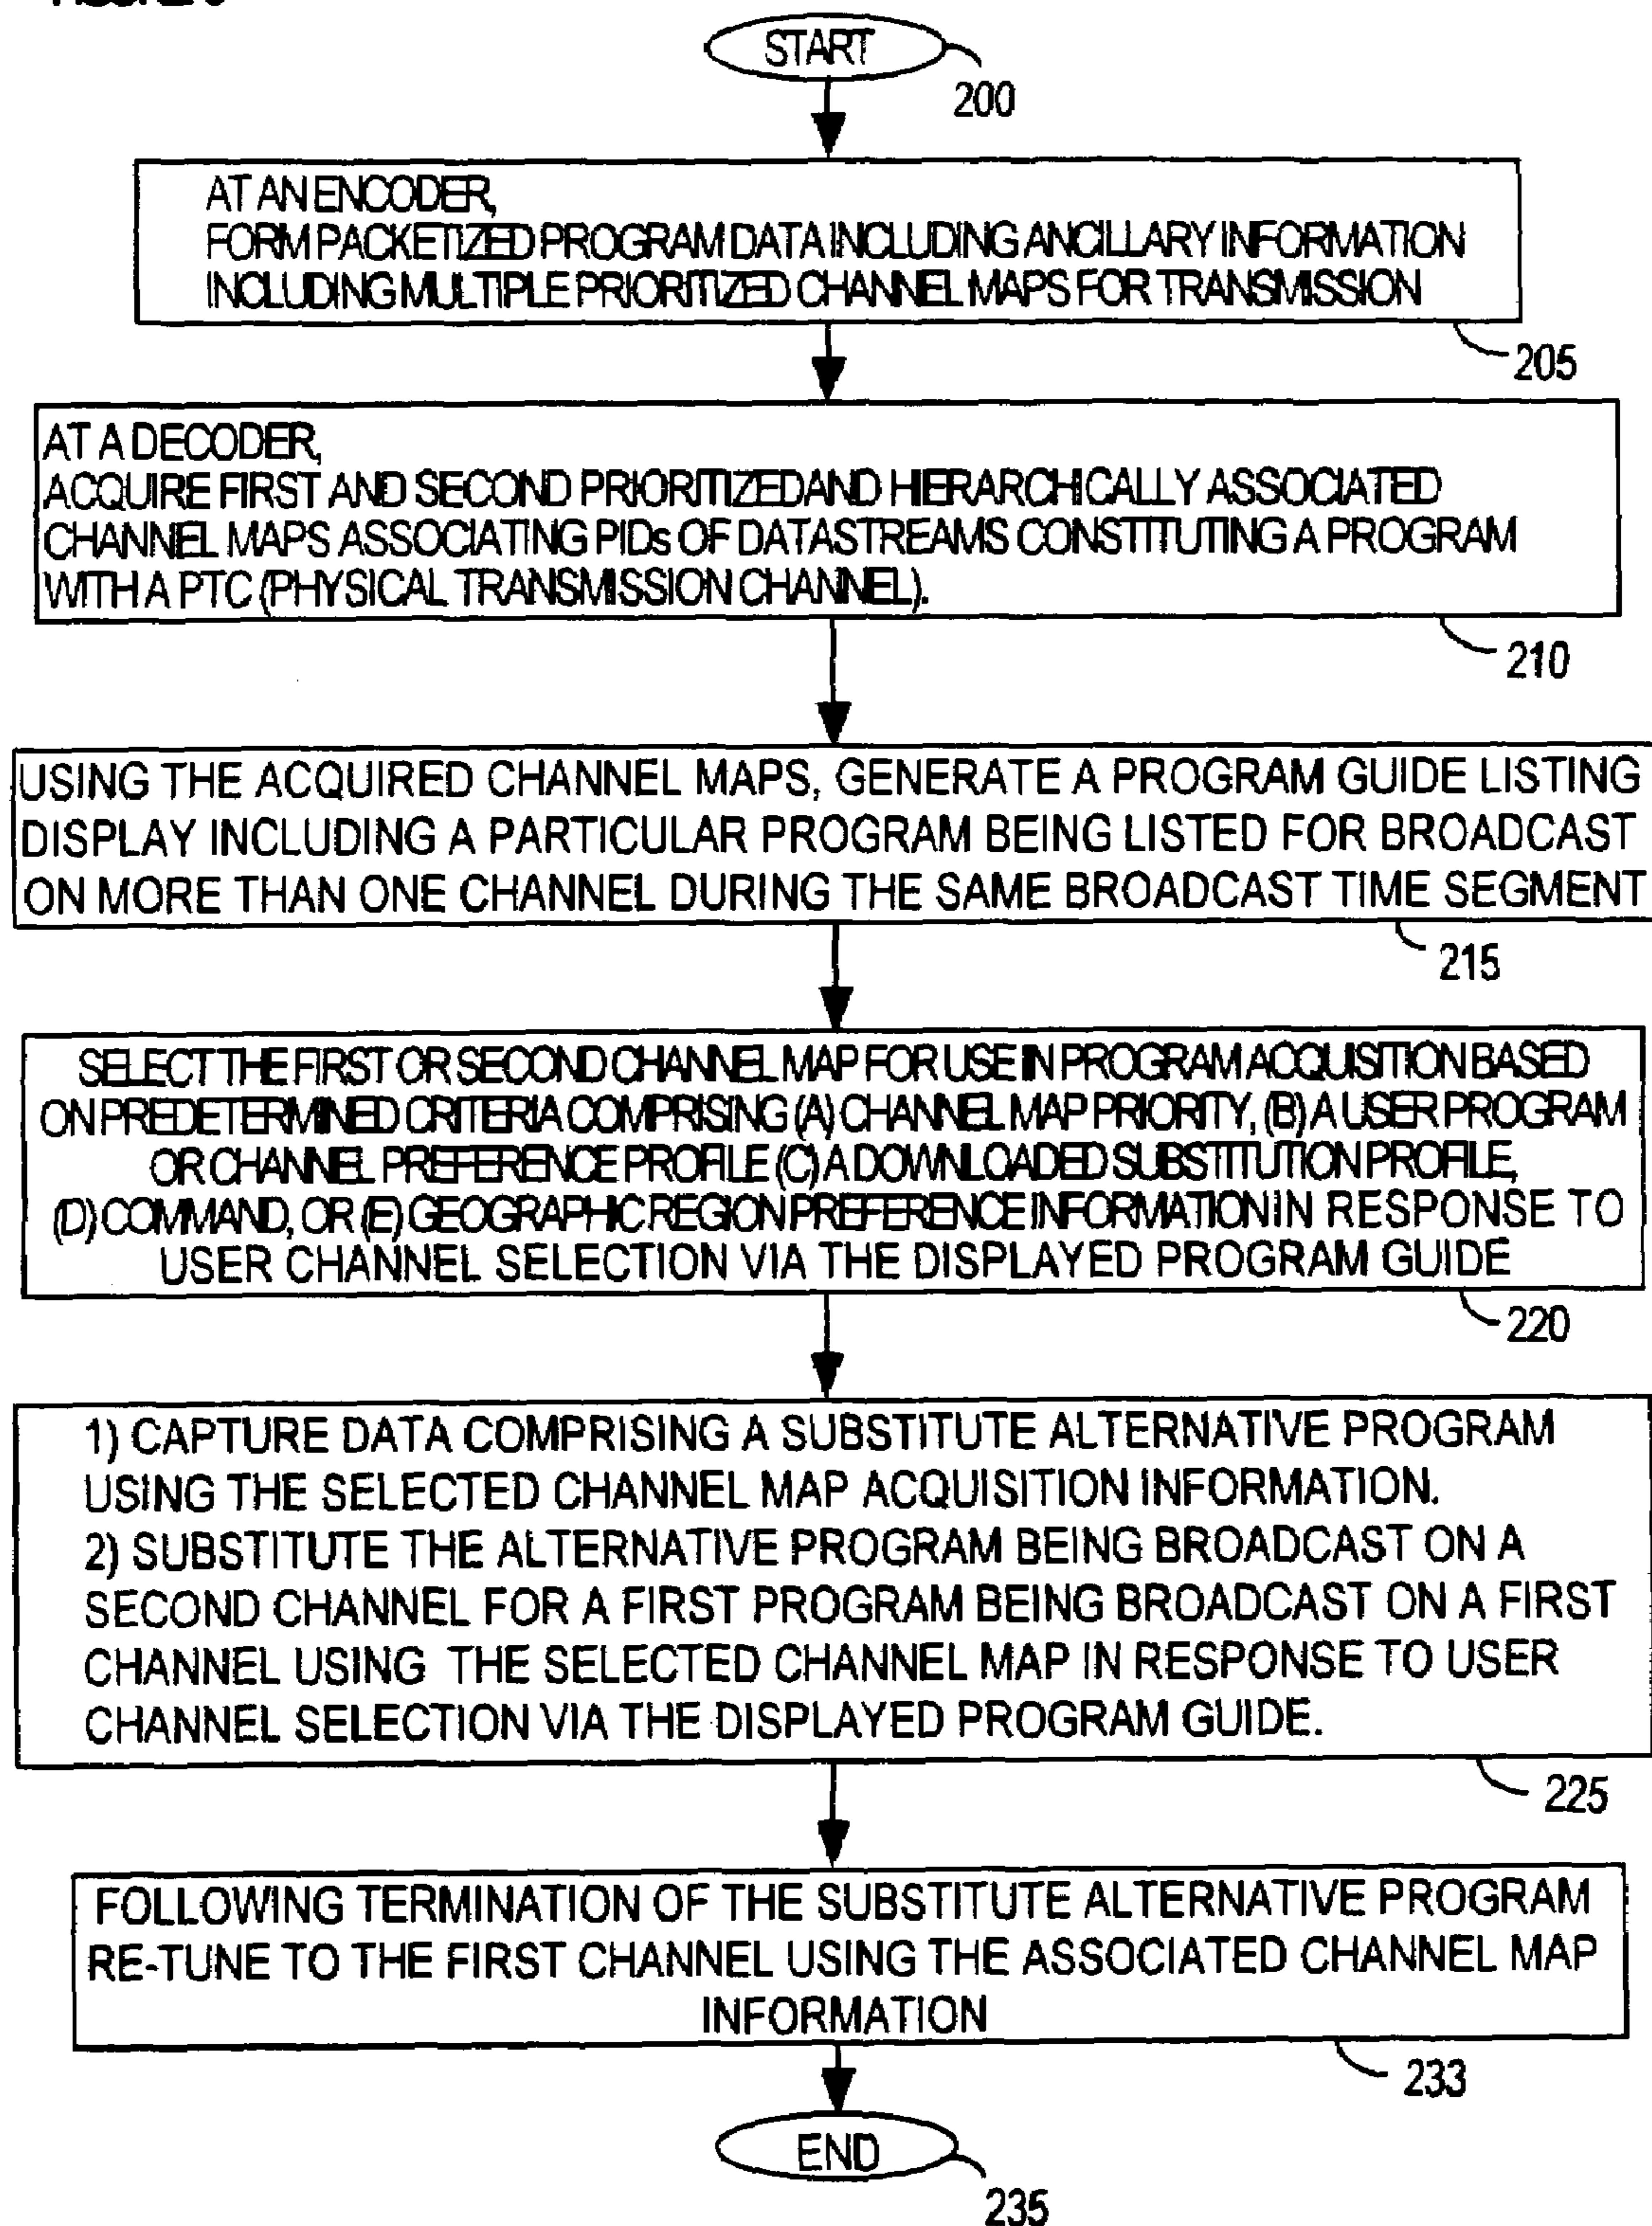 START
200
AT AN ENCODER,
FORM PACKETIZED PROGRAM DATA INCLUDING ANCILLARY INFORMATION
INCLUDING MULTIPLE PRIORITIZED CHANNEL MAPS FOR TRANSMISSION
205
AT A DECODER,
ACQUIRE FIRST AND SECOND PRIORITIZED AND HIERARCHICALLY ASSOCIATED
CHANNEL MAPS ASSOCIATING PIDs OF DATASTREAMS CONSTITUTING A PROGRAM
WITH A PTC (PHYSICAL TRANSMISSION CHANNEL).
210
USING THE ACQUIRED CHANNEL MAPS, GENERATE A PROGRAM GUIDE LISTING
DISPLAY INCLUDING A PARTICULAR PROGRAM BEING LISTED FOR BROADCAST
ON MORE THAN ONE CHANNEL DURING THE SAME BROADCAST TIME SEGMENT
215
SELECT THE FIRST OR SECOND CHANNEL MAP FOR USE IN PROGRAM ACQUISITION BASED
ON PREDETERMINED CRITERIA COMPRISING (A) CHANNEL MAP PRIORITY, (B) A USER PROGRAM
OR CHANNEL PREFERENCE PROFILE (C) A DOWNLOADED SUBSTITUTION PROFILE,
(D) COMMAND, OR (E) GEOGRAPHIC REGION PREFERENCE INFORMATION IN RESPONSE TO
USER CHANNEL SELECTION VIA THE DISPLAYED PROGRAM GUIDE
220
1) CAPTURE DATA COMPRISING A SUBSTITUTE ALTERNATIVE PROGRAM
USING THE SELECTED CHANNEL MAP ACQUISITION INFORMATION.
2) SUBSTITUTE THE ALTERNATIVE PROGRAM BEING BROADCAST ON A
SECOND CHANNEL FOR A FIRST PROGRAM BEING BROADCAST ON A FIRST
CHANNEL USING THE SELECTED CHANNEL MAP IN RESPONSE TO USER
CHANNEL SELECTION VIA THE DISPLAYED PROGRAM GUIDE.
225
FOLLOWING TERMINATION OF THE SUBSTITUTE ALTERNATIVE PROGRAM
RE-TUNE TO THE FIRST CHANNEL USING THE ASSOCIATED CHANNEL MAP
INFORMATION
233
END
235